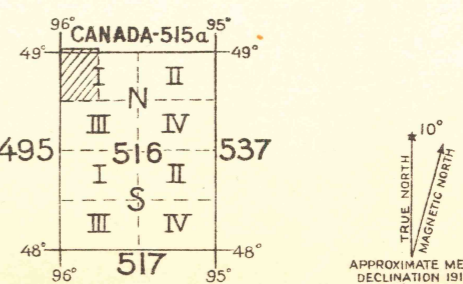 96° 95°
CANADA-515a
49° 49°
I II
N
III IV
495 516 537
I II
S
III IV
48° 48°
96° 517 95°
10°
TRUE NORTH
MAGNETIC NORTH
APPROXIMATE ME
DECLINATION 191